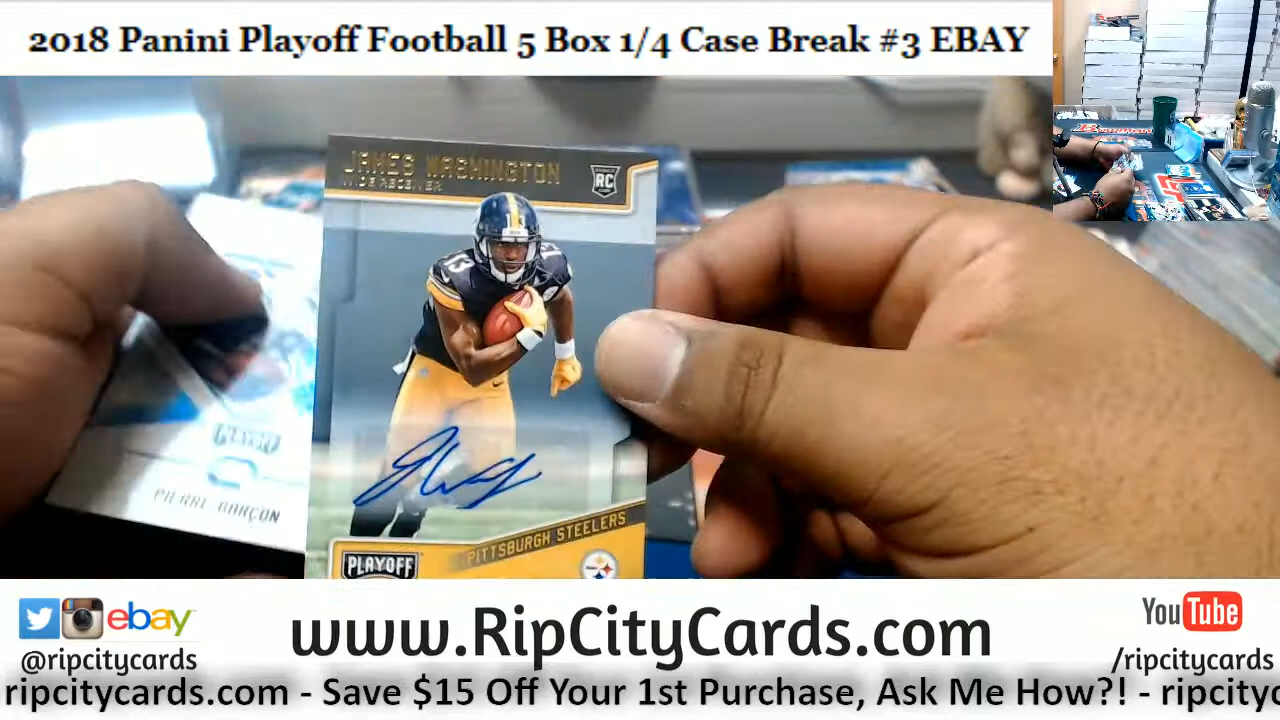 2018 Panini Playoff Football 5 Box 1/4 Case Break #3 EBAY
JAMES WASHINGTON
WIDE RECEIVER
RC
13
PLAYOFF
PIERRE GARÇON
PITTSBURGH STEELERS
PLAYOFF
ebay
@ripcitycards
www.RipCityCards.com
YouTube
/ripcitycards
ripcitycards.com - Save $15 Off Your 1st Purchase, Ask Me How?! - ripcityc